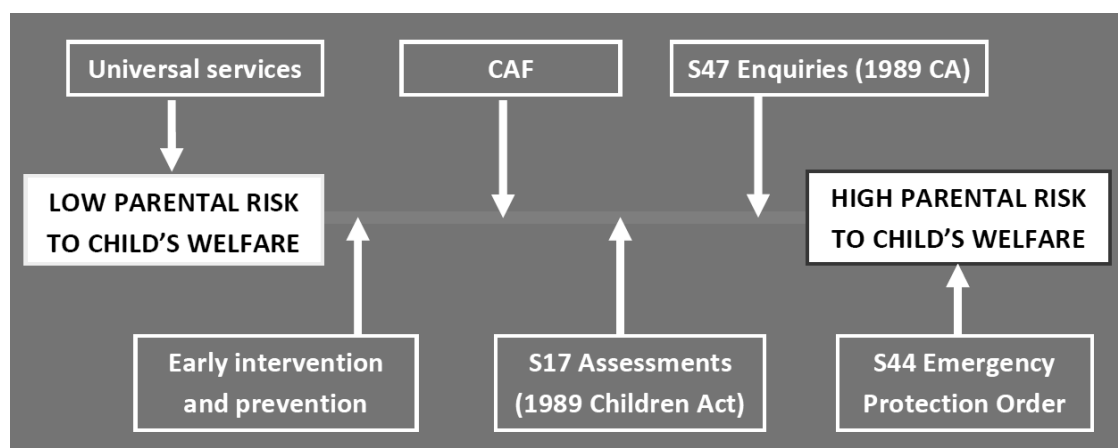 Universal services
CAF
S47 Enquiries (1989 CA)
LOW PARENTAL RISK
TO CHILD’S WELFARE
HIGH PARENTAL RISK
TO CHILD’S WELFARE
Early intervention
and prevention
S17 Assessments
(1989 Children Act)
S44 Emergency
Protection Order